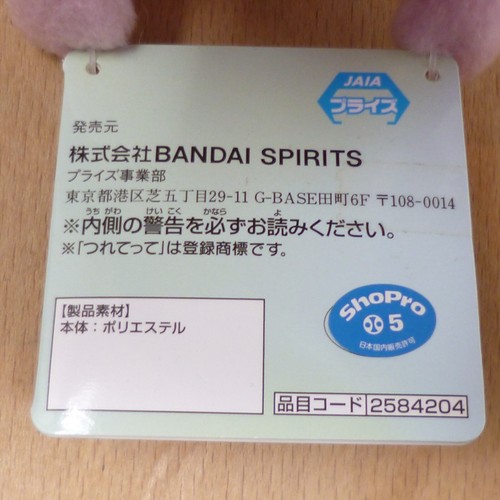 JAIA
プライズ
発売元
株式会社BANDAI SPIRITS
プライズ事業部
東京都港区芝五丁目29-11 G-BASE田町6F 〒108-0014
うちがわ けいこく かなら よ
※内側の警告を必ずお読みください。
※「つれてって」は登録商標です。
【製品素材】
本体：ポリエステル
ShoPro
5
日本国内販売許可
品目コード 2584204